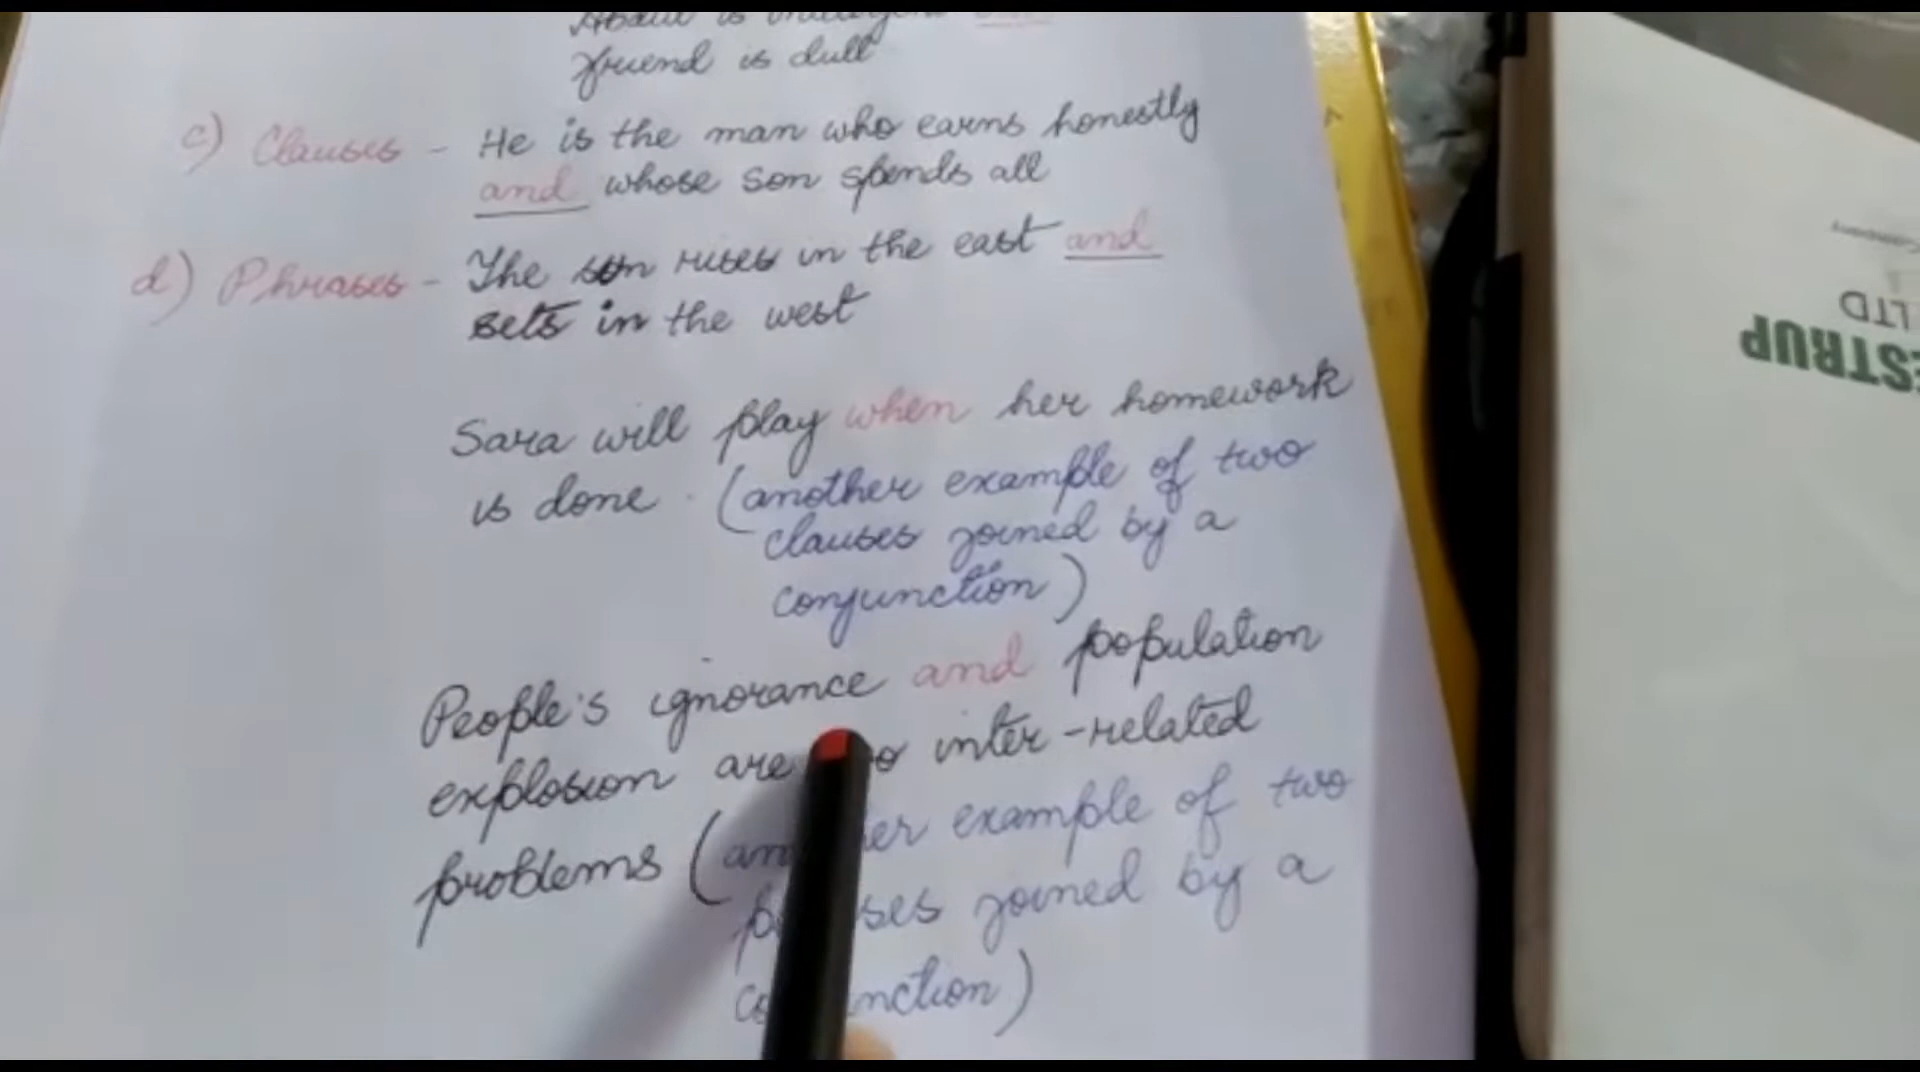 friend is dull
c) Clauses - He is the man who earns honestly
and whose son spends all
d) Phrases - The sun rises in the east and
sets in the west
Sara will play when her homework
is done. (another example of two
clauses joined by a
conjunction)
People's ignorance and population
explosion are inter-related
problems ( example of two
joined by a
)
Company
LTD
ESTRUP